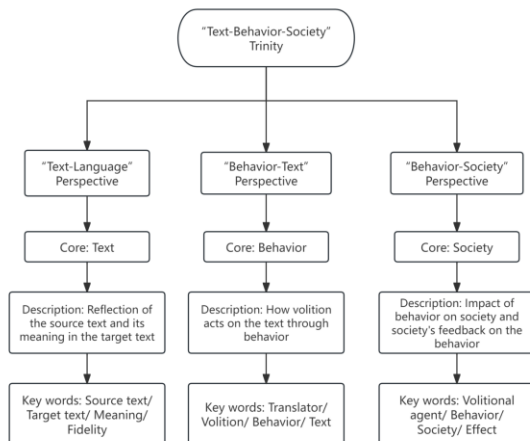 “Text-Behavior-Society”
Trinity
“Text-Language”
Perspective
“Behavior-Text”
Perspective
“Behavior-Society”
Perspective
Core: Text
Core: Behavior
Core: Society
Description: Reflection of
the source text and its
meaning in the target text
Description: How volition
acts on the text through
behavior
Description: Impact of
behavior on society and
society’s feedback on the
behavior
Key words: Source text/
Target text/ Meaning/
Fidelity
Key words: Translator/
Volition/ Behavior/ Text
Key words: Volitional
agent/ Behavior/
Society/ Effect